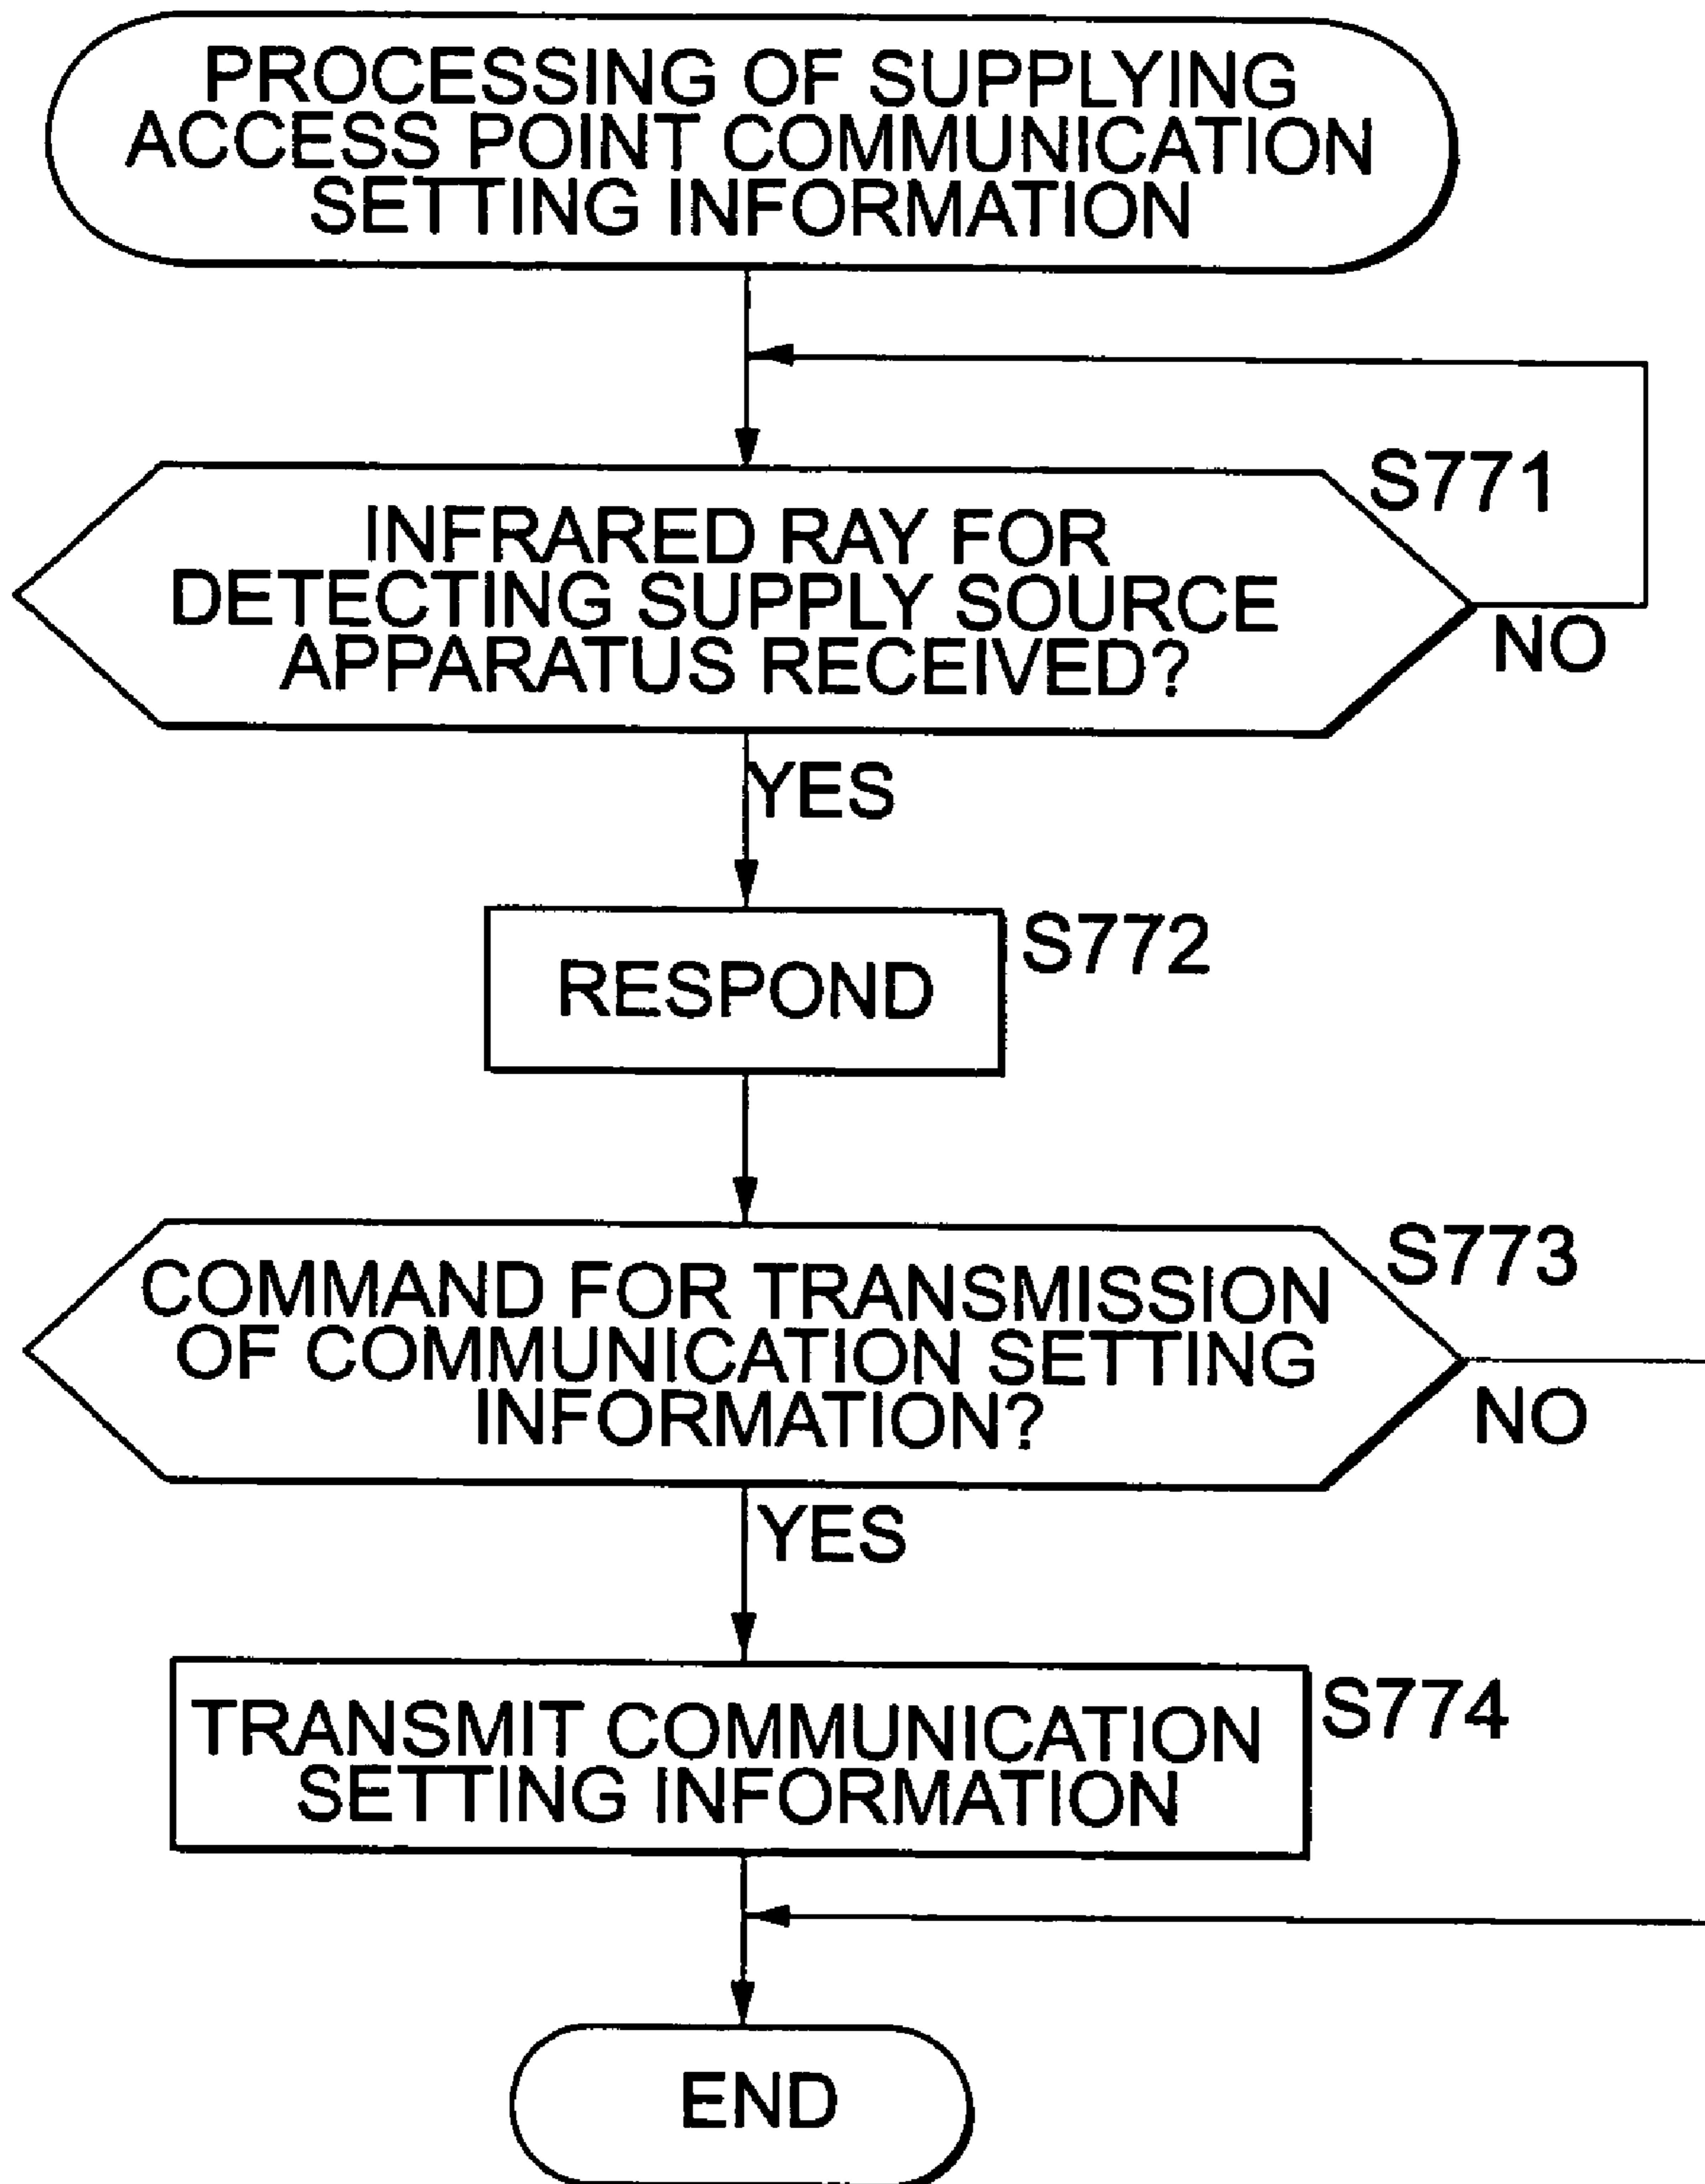 PROCESSING OF SUPPLYING
ACCESS POINT COMMUNICATION
SETTING INFORMATION
S771
INFRARED RAY FOR
DETECTING SUPPLY SOURCE
APPARATUS RECEIVED?
NO
YES
S772
RESPOND
S773
COMMAND FOR TRANSMISSION
OF COMMUNICATION SETTING
INFORMATION?
NO
YES
S774
TRANSMIT COMMUNICATION
SETTING INFORMATION
END